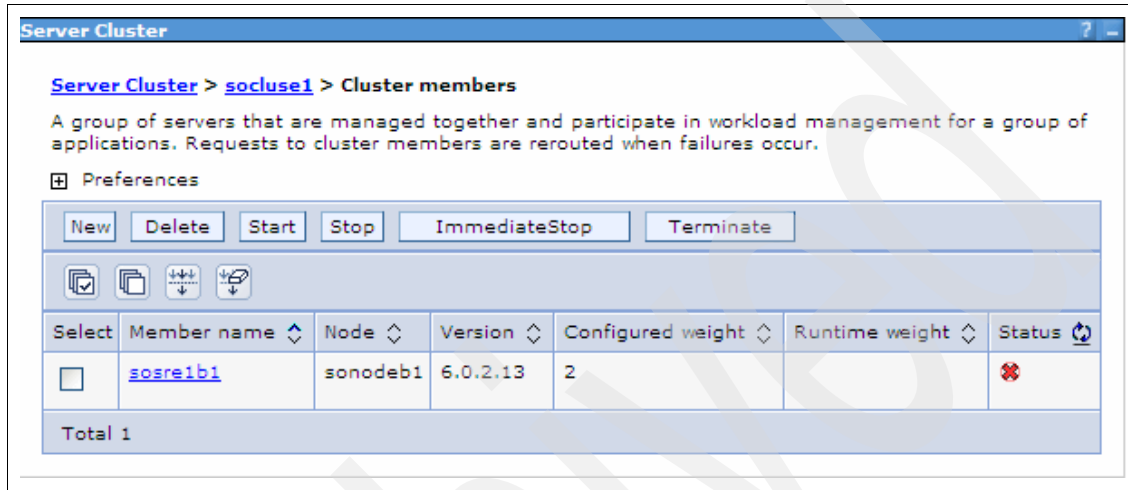 Server Cluster ? _
Server Cluster > socluse1 > Cluster members
A group of servers that are managed together and participate in workload management for a group of
applications. Requests to cluster members are rerouted when failures occur.
+ Preferences
New Delete Start Stop ImmediateStop Terminate
Select Member name Node Version Configured weight Runtime weight Status
sosre1b1 sonodeb1 6.0.2.13 2
Total 1